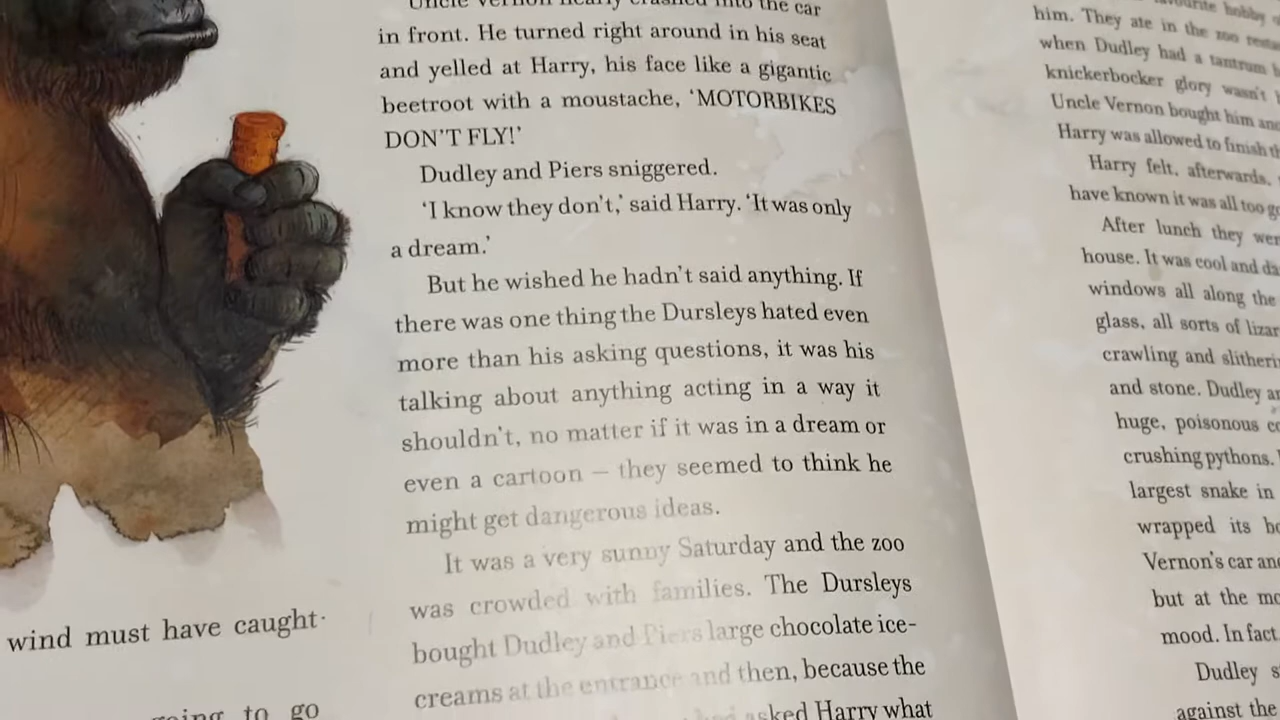 wind must have caught
going to go
Uncle Vernon nearly crashed into the car
in front. He turned right around in his seat
and yelled at Harry, his face like a gigantic
beetroot with a moustache, ‘MOTORBIKES
DON’T FLY!’
Dudley and Piers sniggered.
‘I know they don’t,’ said Harry. ‘It was only
a dream.’
But he wished he hadn’t said anything. If
there was one thing the Dursleys hated even
more than his asking questions, it was his
talking about anything acting in a way it
shouldn’t, no matter if it was in a dream or
even a cartoon – they seemed to think he
might get dangerous ideas.
It was a very sunny Saturday and the zoo
was crowded with families. The Dursleys
bought Dudley and Piers large chocolate ice-
creams at the entrance and then, because the
asked Harry what
favourite hobby
him. They ate in the zoo
when Dudley had a tantrum
knickerbocker glory wasn’t
Uncle Vernon bought him
Harry was allowed to finish
Harry felt, afterwards,
have known it was all too
After lunch they
house. It was cool and
windows all along the
glass, all sorts of
crawling and
and stone. Dudley
huge, poisonous
crushing pythons.
largest snake in
wrapped its
Vernon’s car
but at the
mood. In fact
Dudley
against the